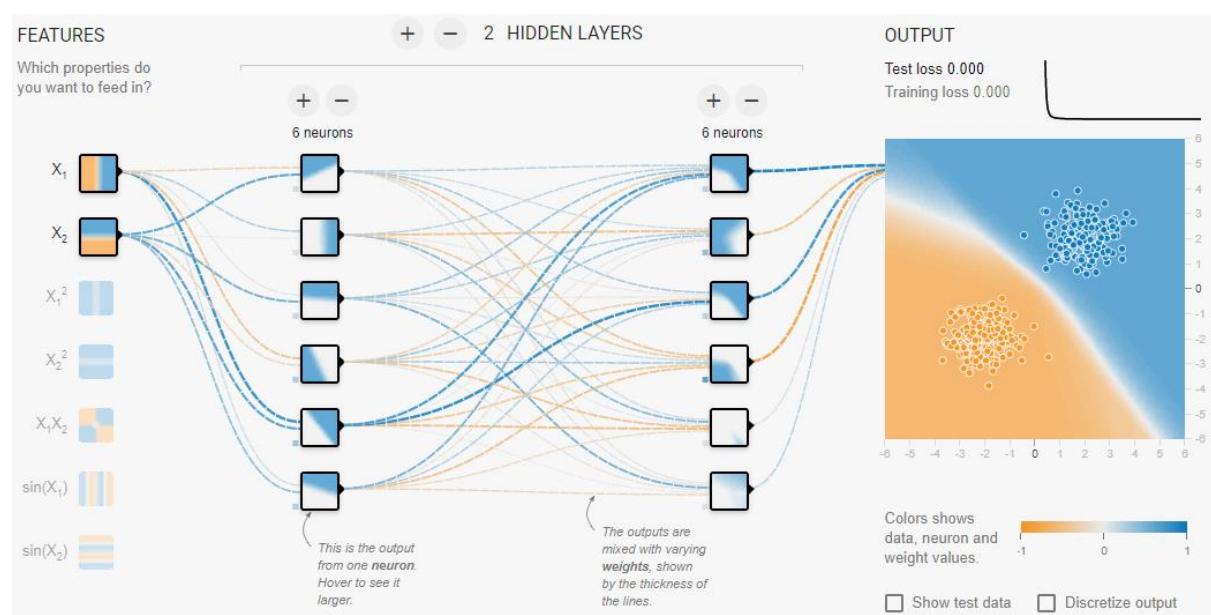 FEATURES
Which properties do
you want to feed in?
X₁
X₂
X₁²
X₂²
X₁X₂
sin(X₁)
sin(X₂)
+ − 2 HIDDEN LAYERS
+ −
6 neurons
+ −
6 neurons
This is the output
from one neuron.
Hover to see it
larger.
The outputs are
mixed with varying
weights, shown
by the thickness of
the lines.
OUTPUT
Test loss 0.000
Training loss 0.000
6
5
4
3
2
1
0
-1
-2
-3
-4
-5
-6
-6 -5 -4 -3 -2 -1 0 1 2 3 4 5 6
Colors shows
data, neuron and
weight values.
-1 0 1
Show test data
Discretize output